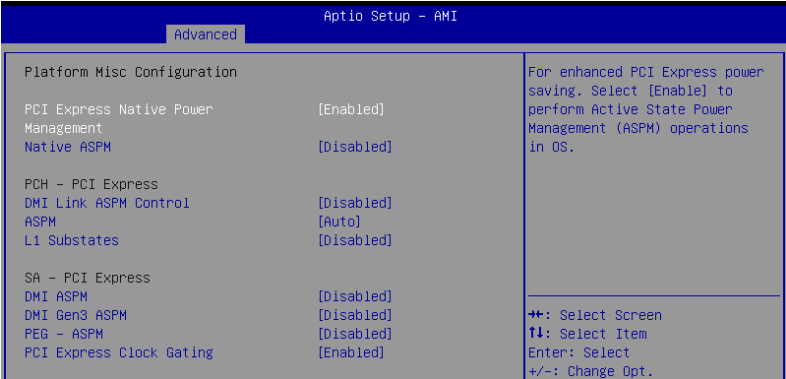 Aptio Setup – AMI
Advanced
Platform Misc Configuration
PCI Express Native Power [Enabled]
Management
Native ASPM [Disabled]
PCH – PCI Express
DMI Link ASPM Control [Disabled]
ASPM [Auto]
L1 Substates [Disabled]
SA – PCI Express
DMI ASPM [Disabled]
DMI Gen3 ASPM [Disabled]
PEG – ASPM [Disabled]
PCI Express Clock Gating [Enabled]
For enhanced PCI Express power
saving. Select [Enable] to
perform Active State Power
Management (ASPM) operations
in OS.
→←: Select Screen
↑↓: Select Item
Enter: Select
+/-: Change Opt.